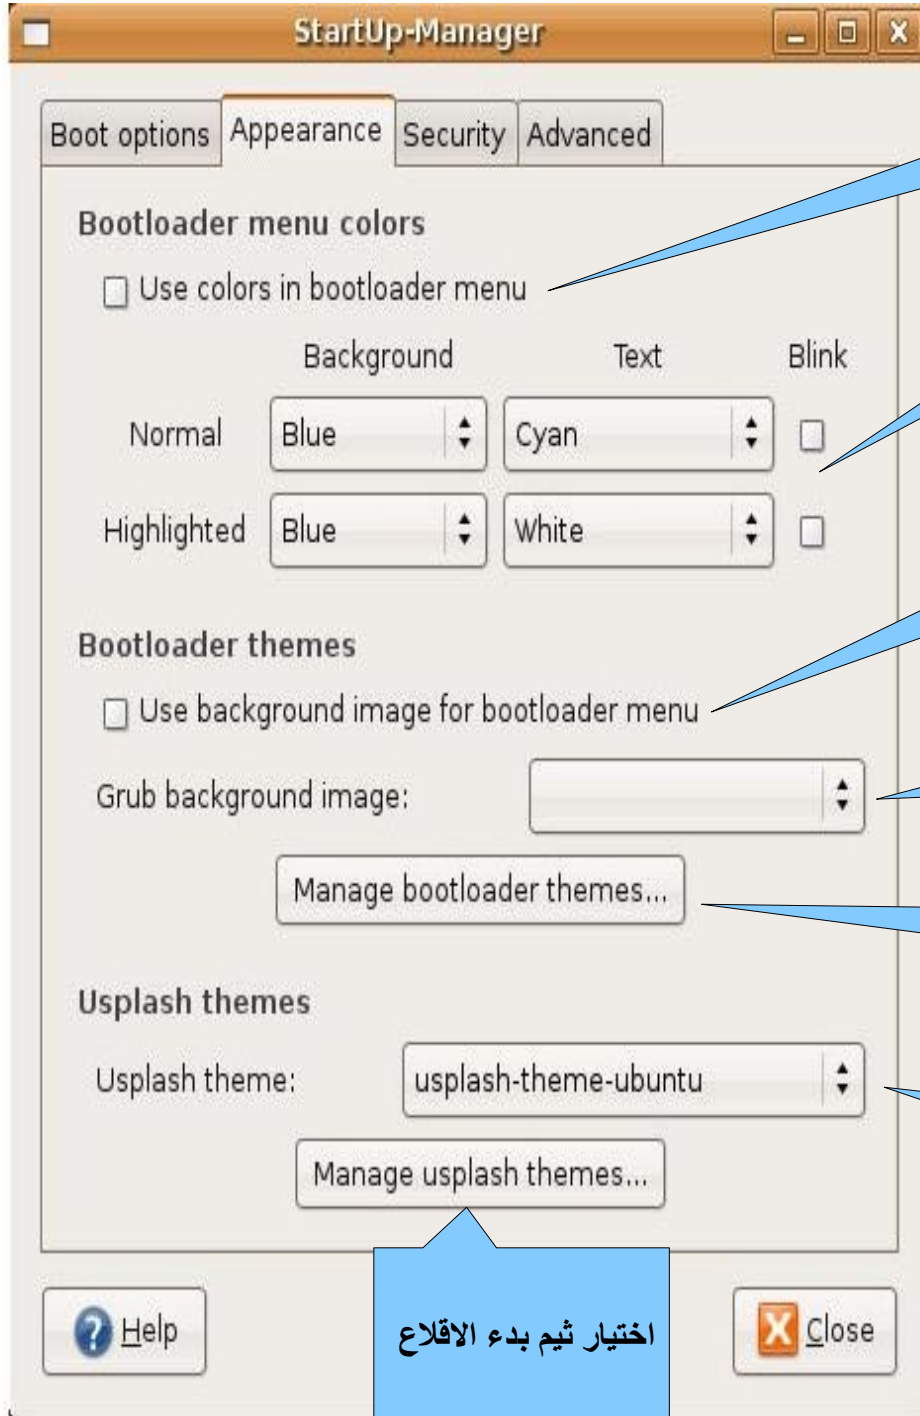 StartUp-Manager
Boot options Appearance Security Advanced
Bootloader menu colors
Use colors in bootloader menu
Background Text Blink
Normal Blue Cyan
Highlighted Blue White
Bootloader themes
Use background image for bootloader menu
Grub background image:
Manage bootloader themes...
Usplash themes
Usplash theme: usplash-theme-ubuntu
Manage usplash themes...
اختيار ثيم بدء الاقلاع
Help Close